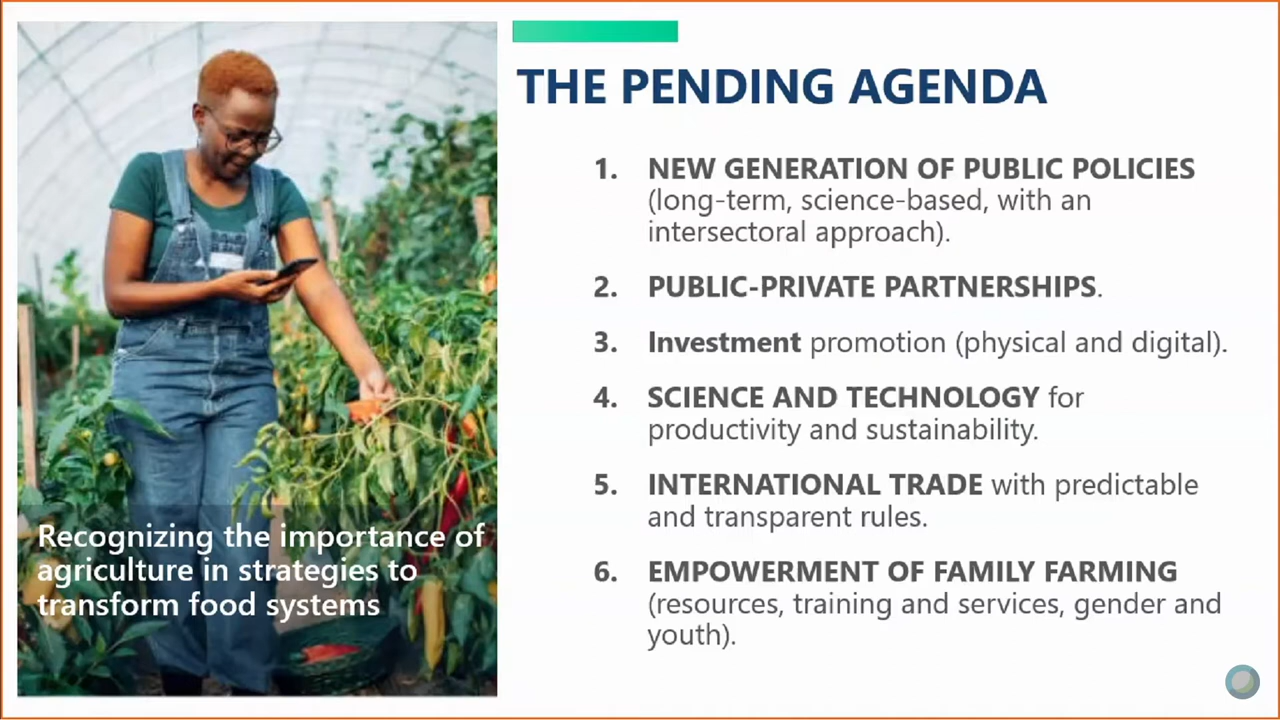 THE PENDING AGENDA
1. NEW GENERATION OF PUBLIC POLICIES
(long-term, science-based, with an
intersectoral approach).
2. PUBLIC-PRIVATE PARTNERSHIPS.
3. Investment promotion (physical and digital).
4. SCIENCE AND TECHNOLOGY for
productivity and sustainability.
5. INTERNATIONAL TRADE with predictable
and transparent rules.
6. EMPOWERMENT OF FAMILY FARMING
(resources, training and services, gender and
youth).
Recognizing the importance of
agriculture in strategies to
transform food systems